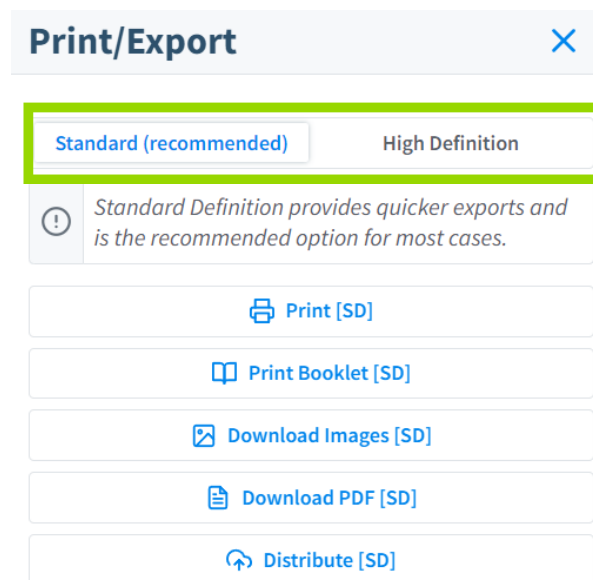 Print/Export
Standard (recommended)
High Definition
Standard Definition provides quicker exports and
is the recommended option for most cases.
Print [SD]
Print Booklet [SD]
Download Images [SD]
Download PDF [SD]
Distribute [SD]